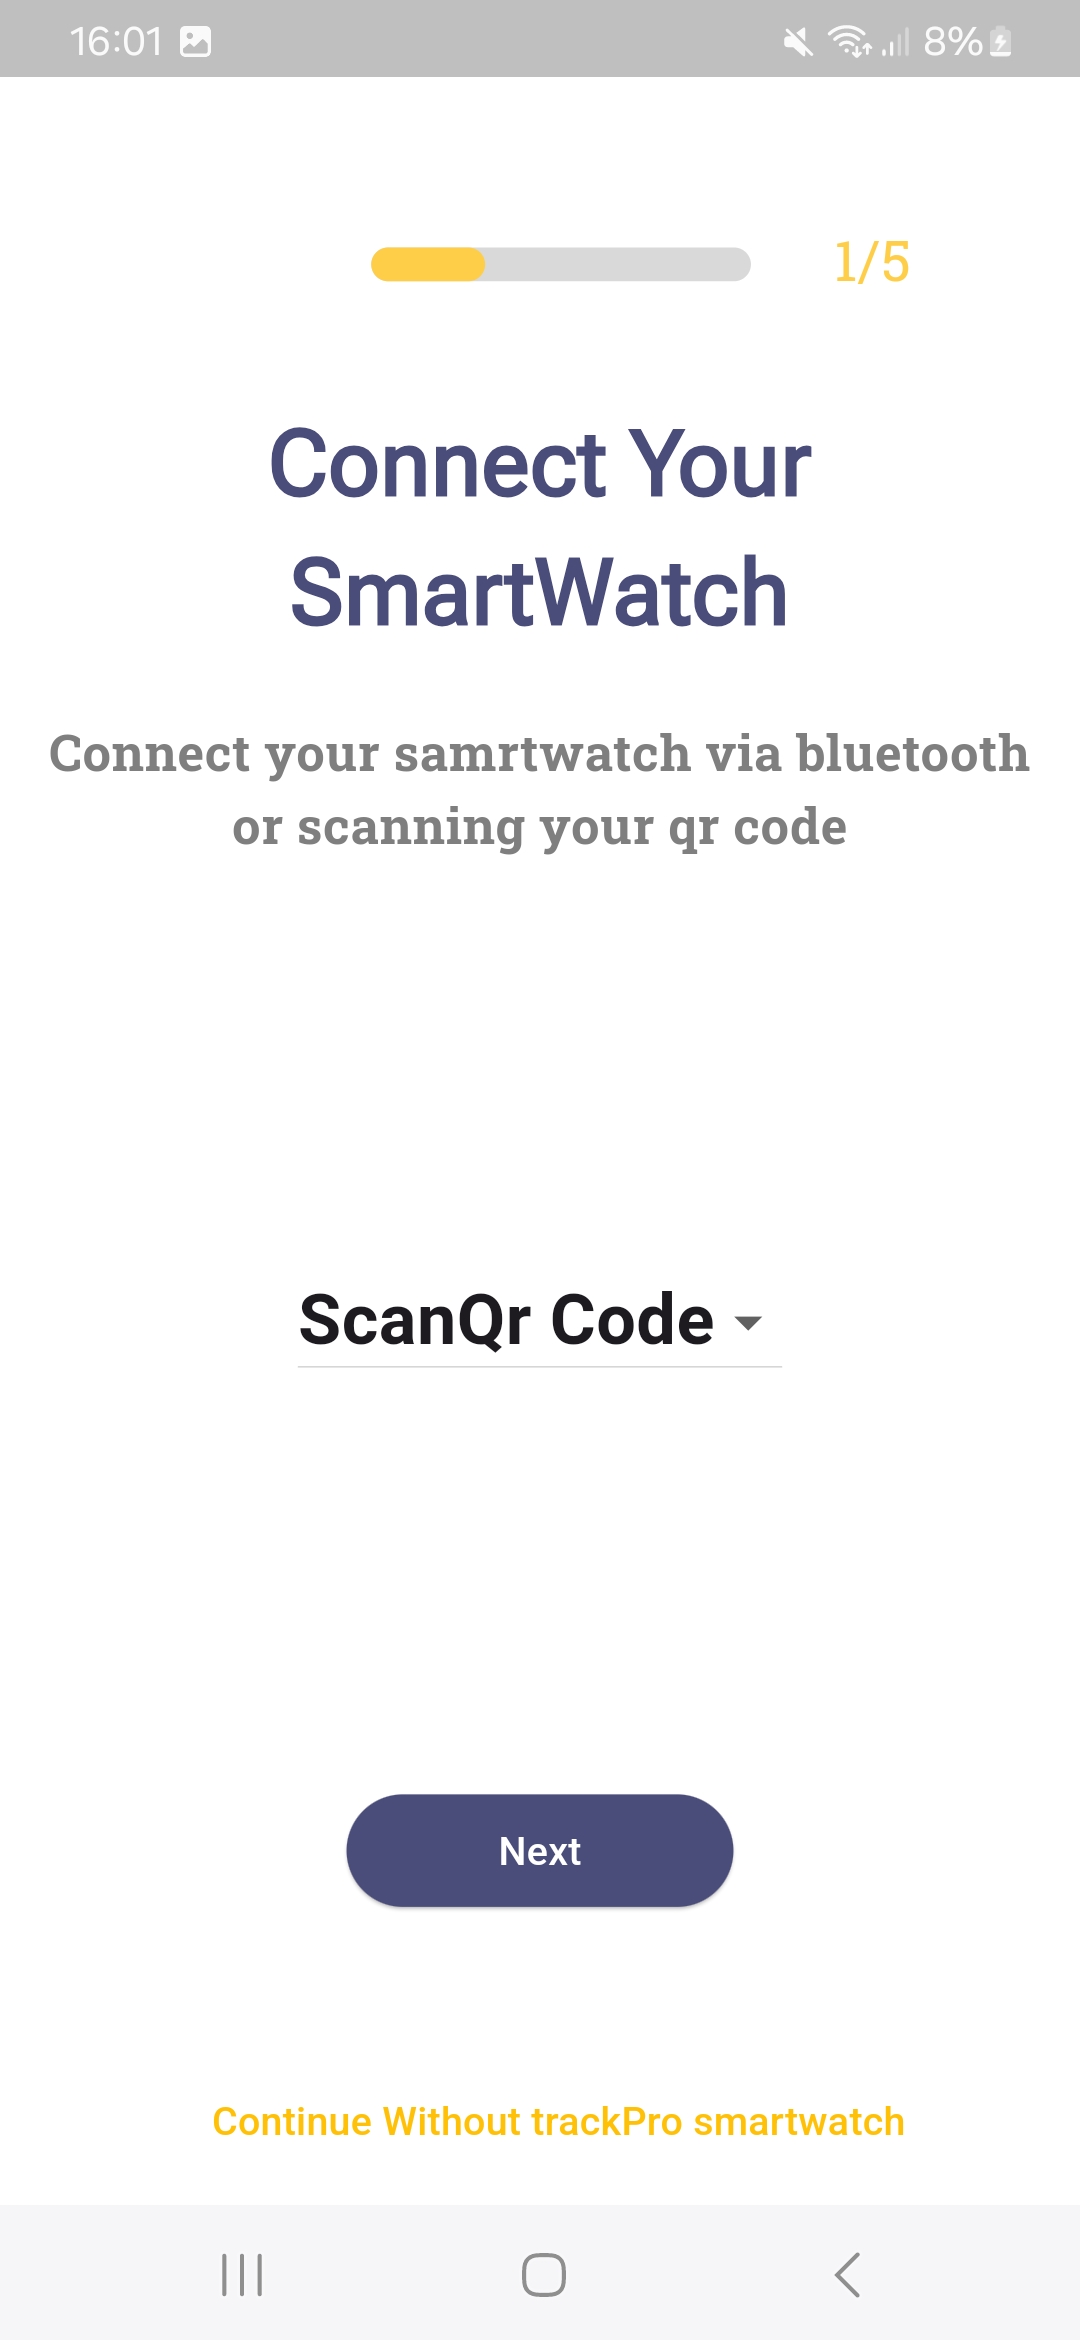 16:01
8%
1/5
Connect Your
SmartWatch
Connect your samrtwatch via bluetooth
or scanning your qr code
ScanQr Code
Next
Continue Without trackPro smartwatch